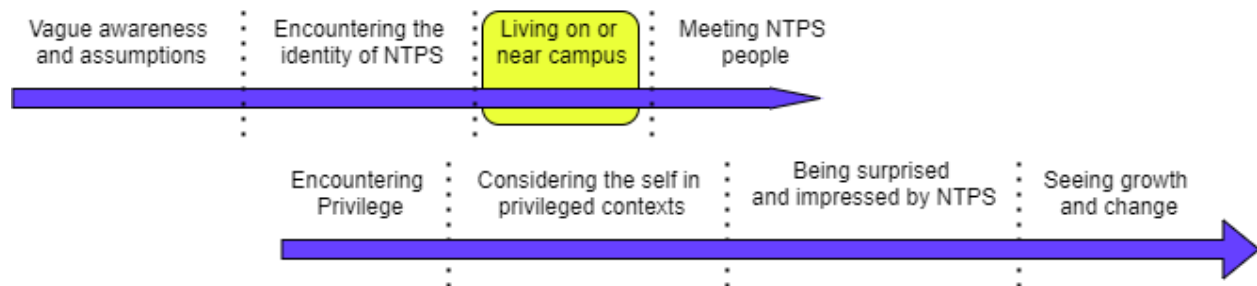 Vague awareness
and assumptions
Encountering the
identity of NTPS
Living on or
near campus
Meeting NTPS
people
Encountering
Privilege
Considering the self in
privileged contexts
Being surprised
and impressed by NTPS
Seeing growth
and change